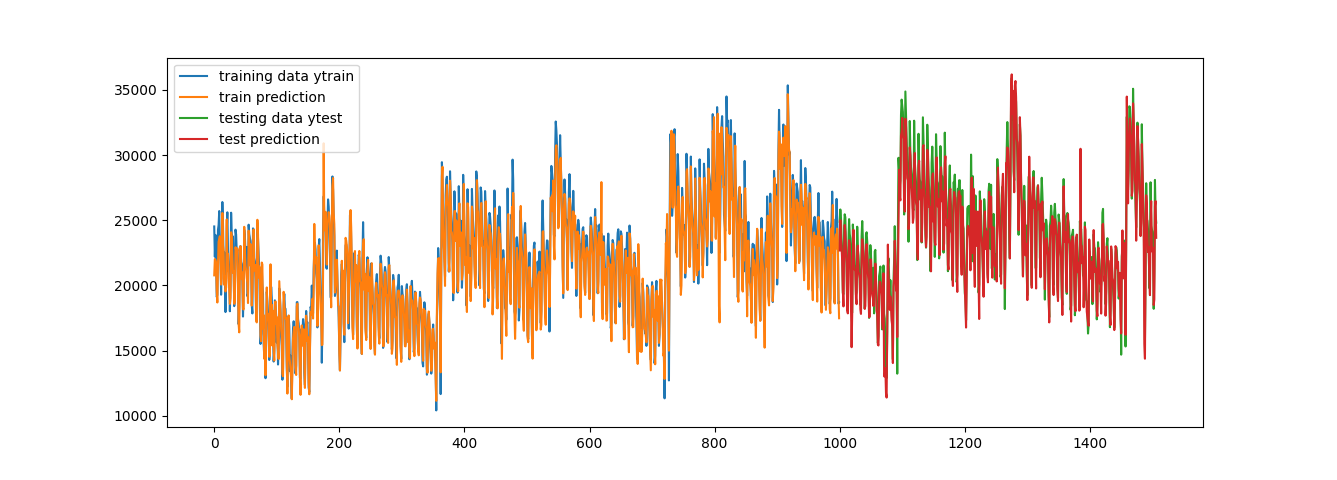 training data ytrain
train prediction
testing data ytest
test prediction
35000
30000
25000
20000
15000
10000
0 200 400 600 800 1000 1200 1400